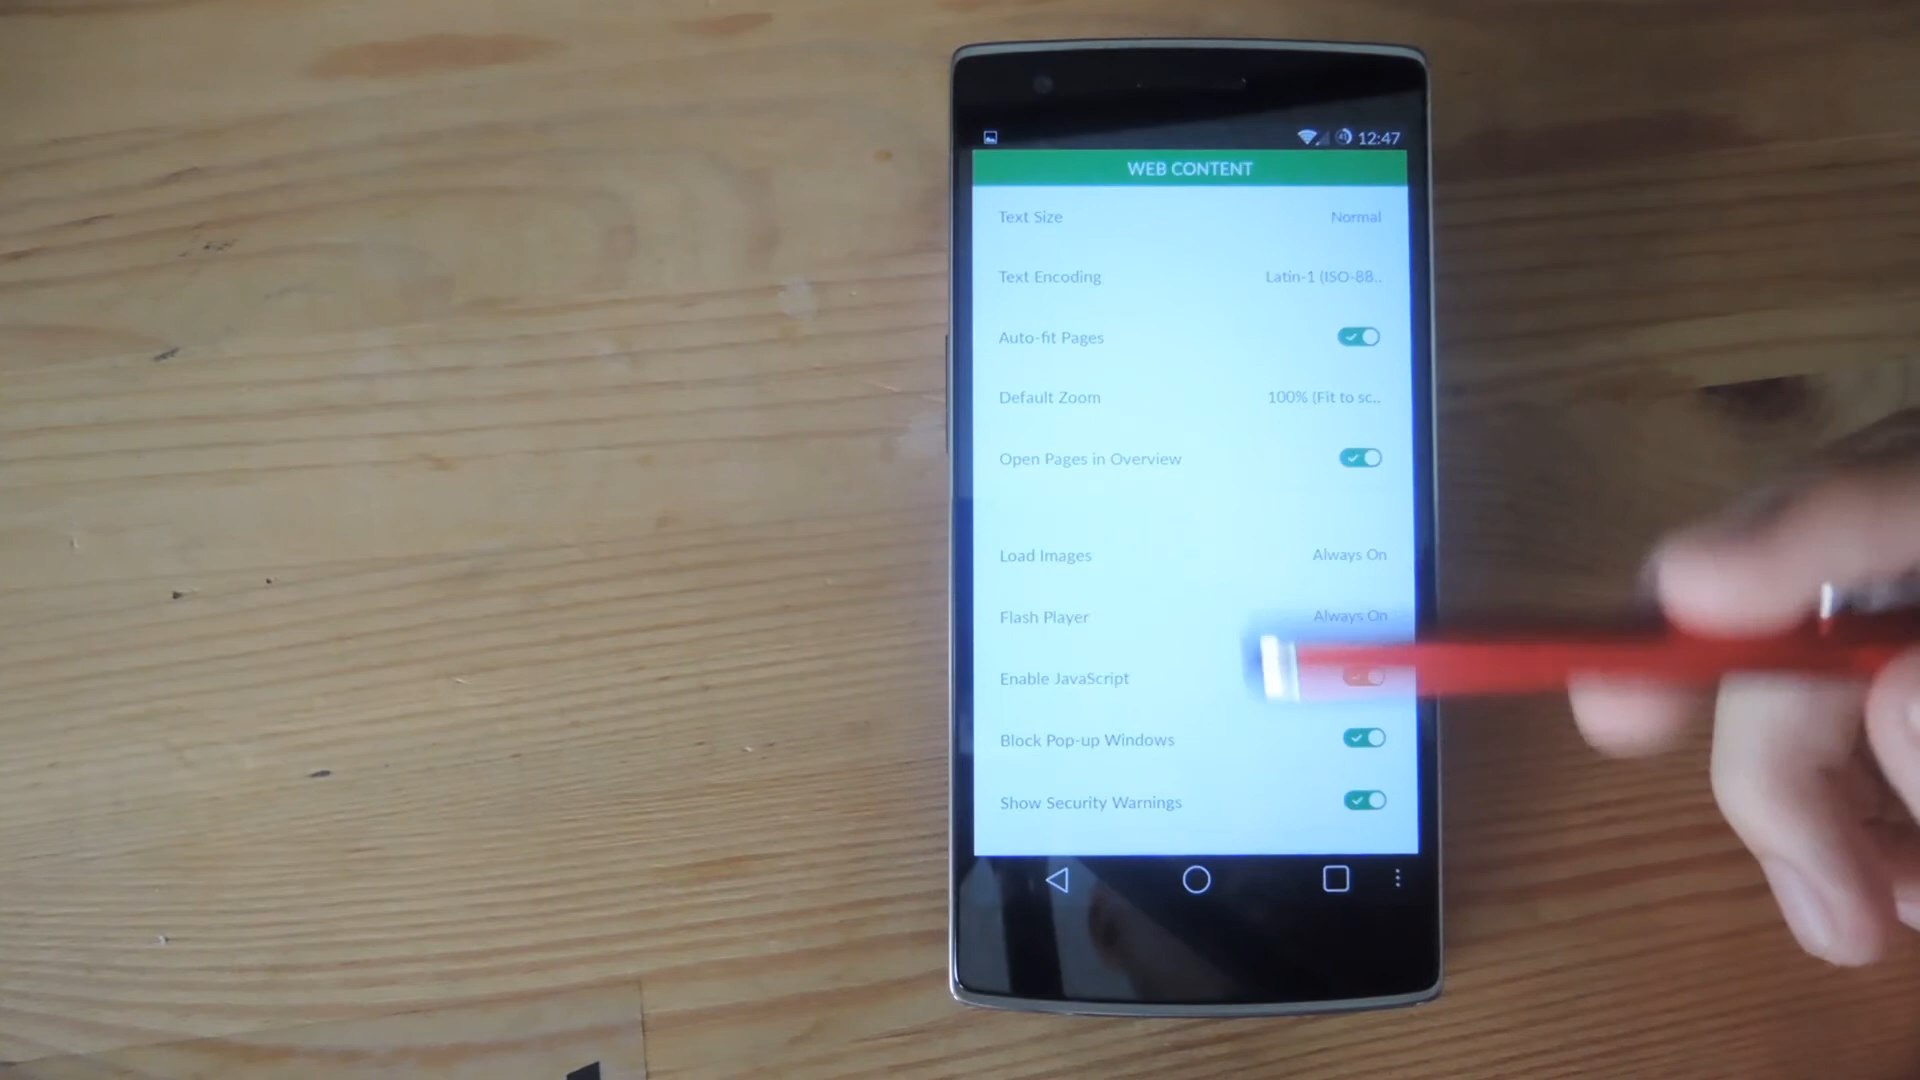 12:47
WEB CONTENT
Text Size Normal
Text Encoding Latin-1 (ISO-88..
Auto-fit Pages
Default Zoom 100% (Fit to sc..
Open Pages in Overview
Load Images Always On
Flash Player Always On
Enable JavaScript
Block Pop-up Windows
Show Security Warnings